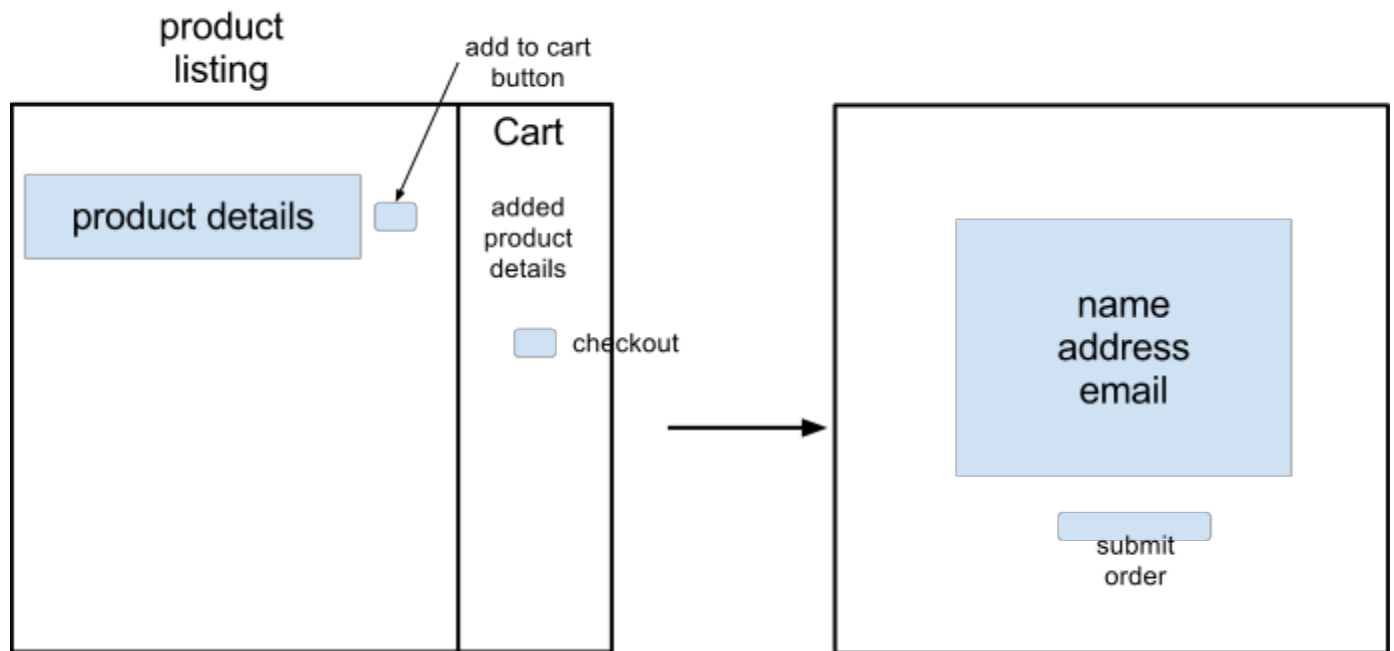 product
listing
add to cart
button
Cart
product details
added
product
details
checkout
name
address
email
submit
order